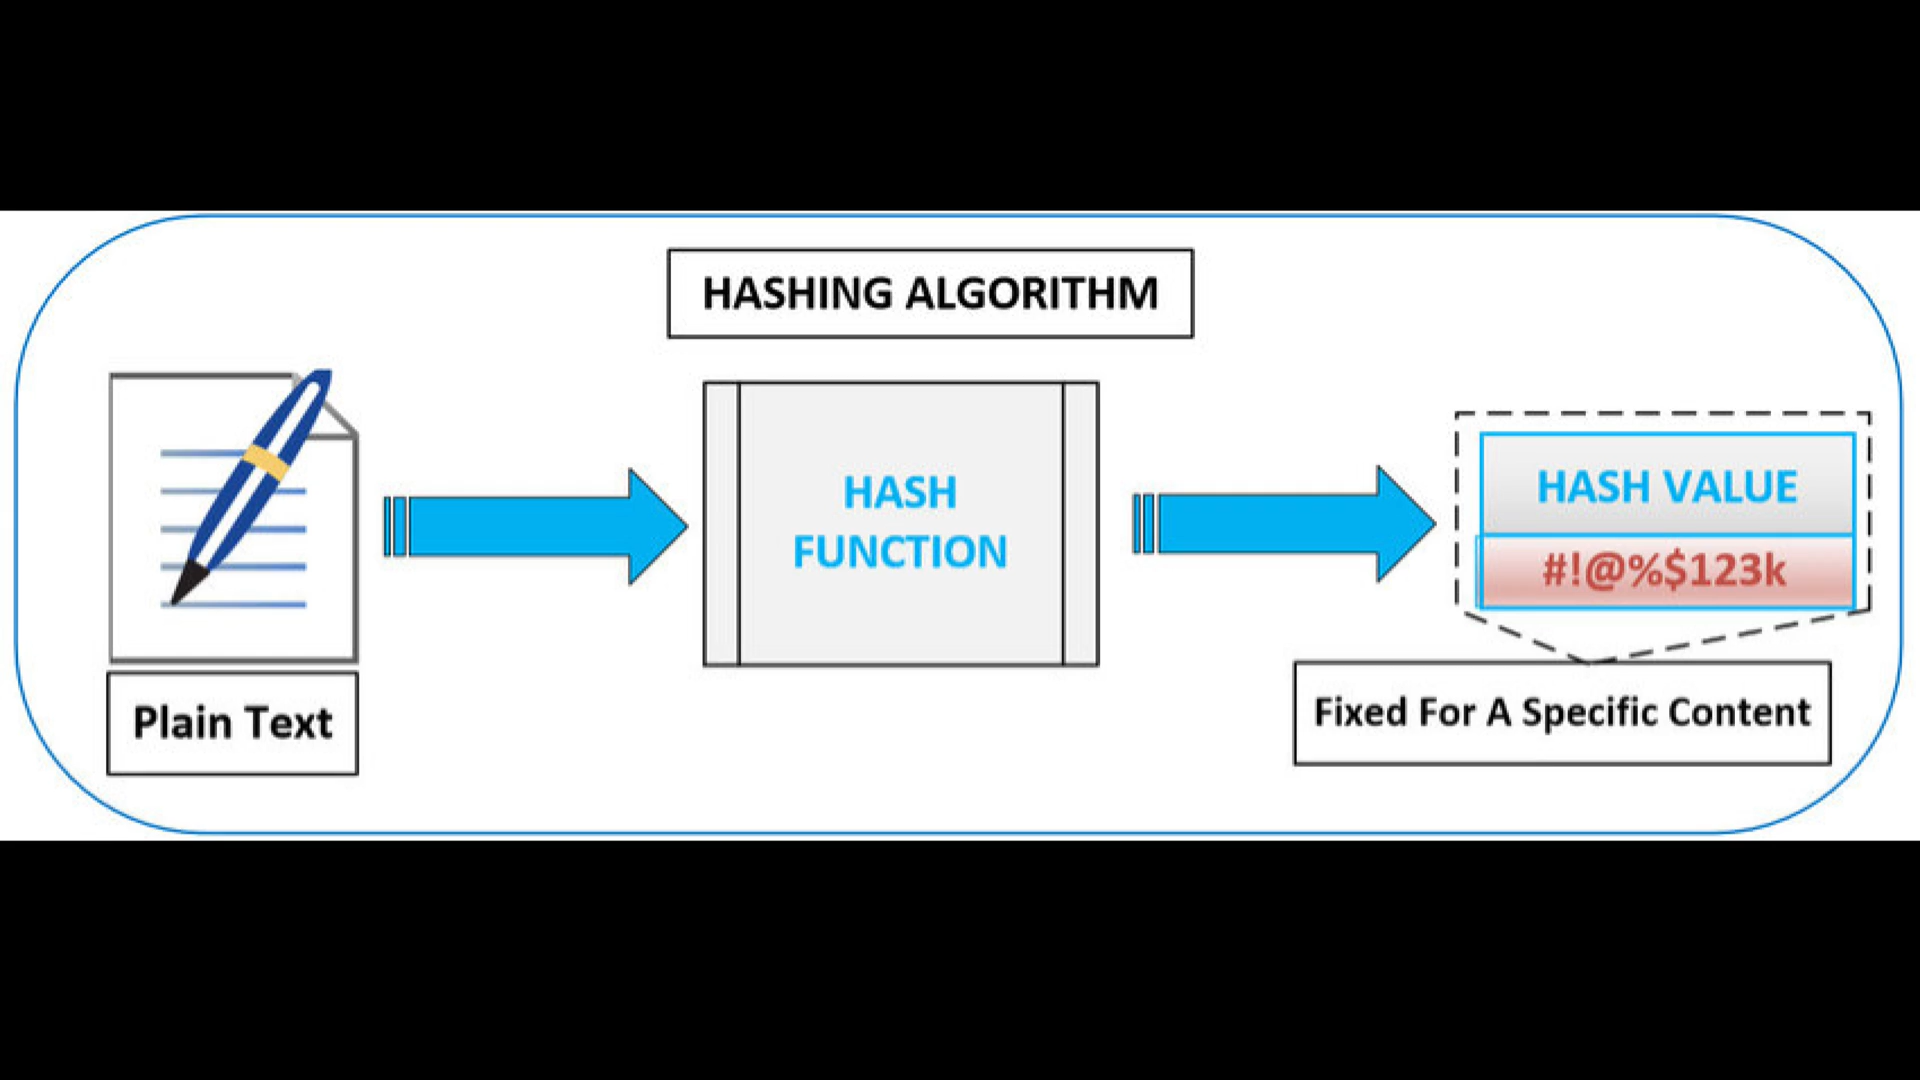 HASHING ALGORITHM
HASH
FUNCTION
HASH VALUE
#!@%$123k
Plain Text
Fixed For A Specific Content